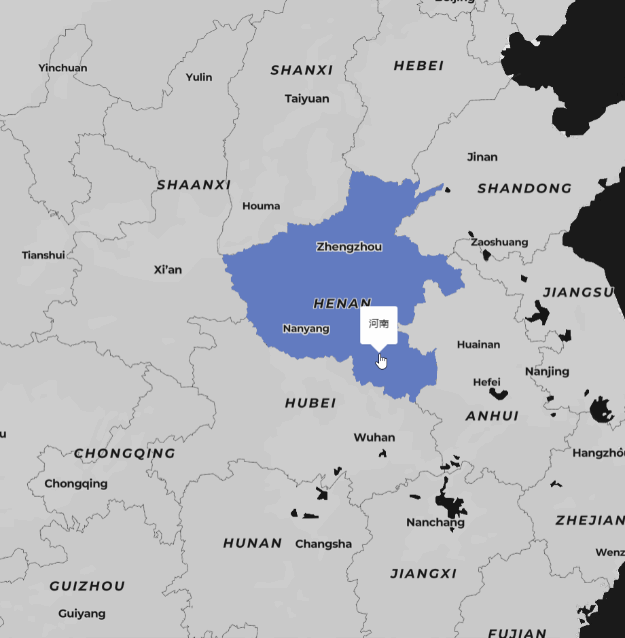 Beijing
Yinchuan
Yulin
SHANXI
HEBEI
Taiyuan
Jinan
SHAANXI
SHANDONG
Houma
Zhengzhou
Zaoshuang
Tianshui
Xi'an
HENAN
JIANGSU
河南
Nanyang
Huainan
Nanjing
Hefei
HUBEI
ANHUI
Wuhan
u
CHONGQING
Hangzho
Chongqing
Nanchang
ZHEJIAN
HUNAN
Changsha
Wenz
JIANGXI
GUIZHOU
Guiyang
FUJIAN